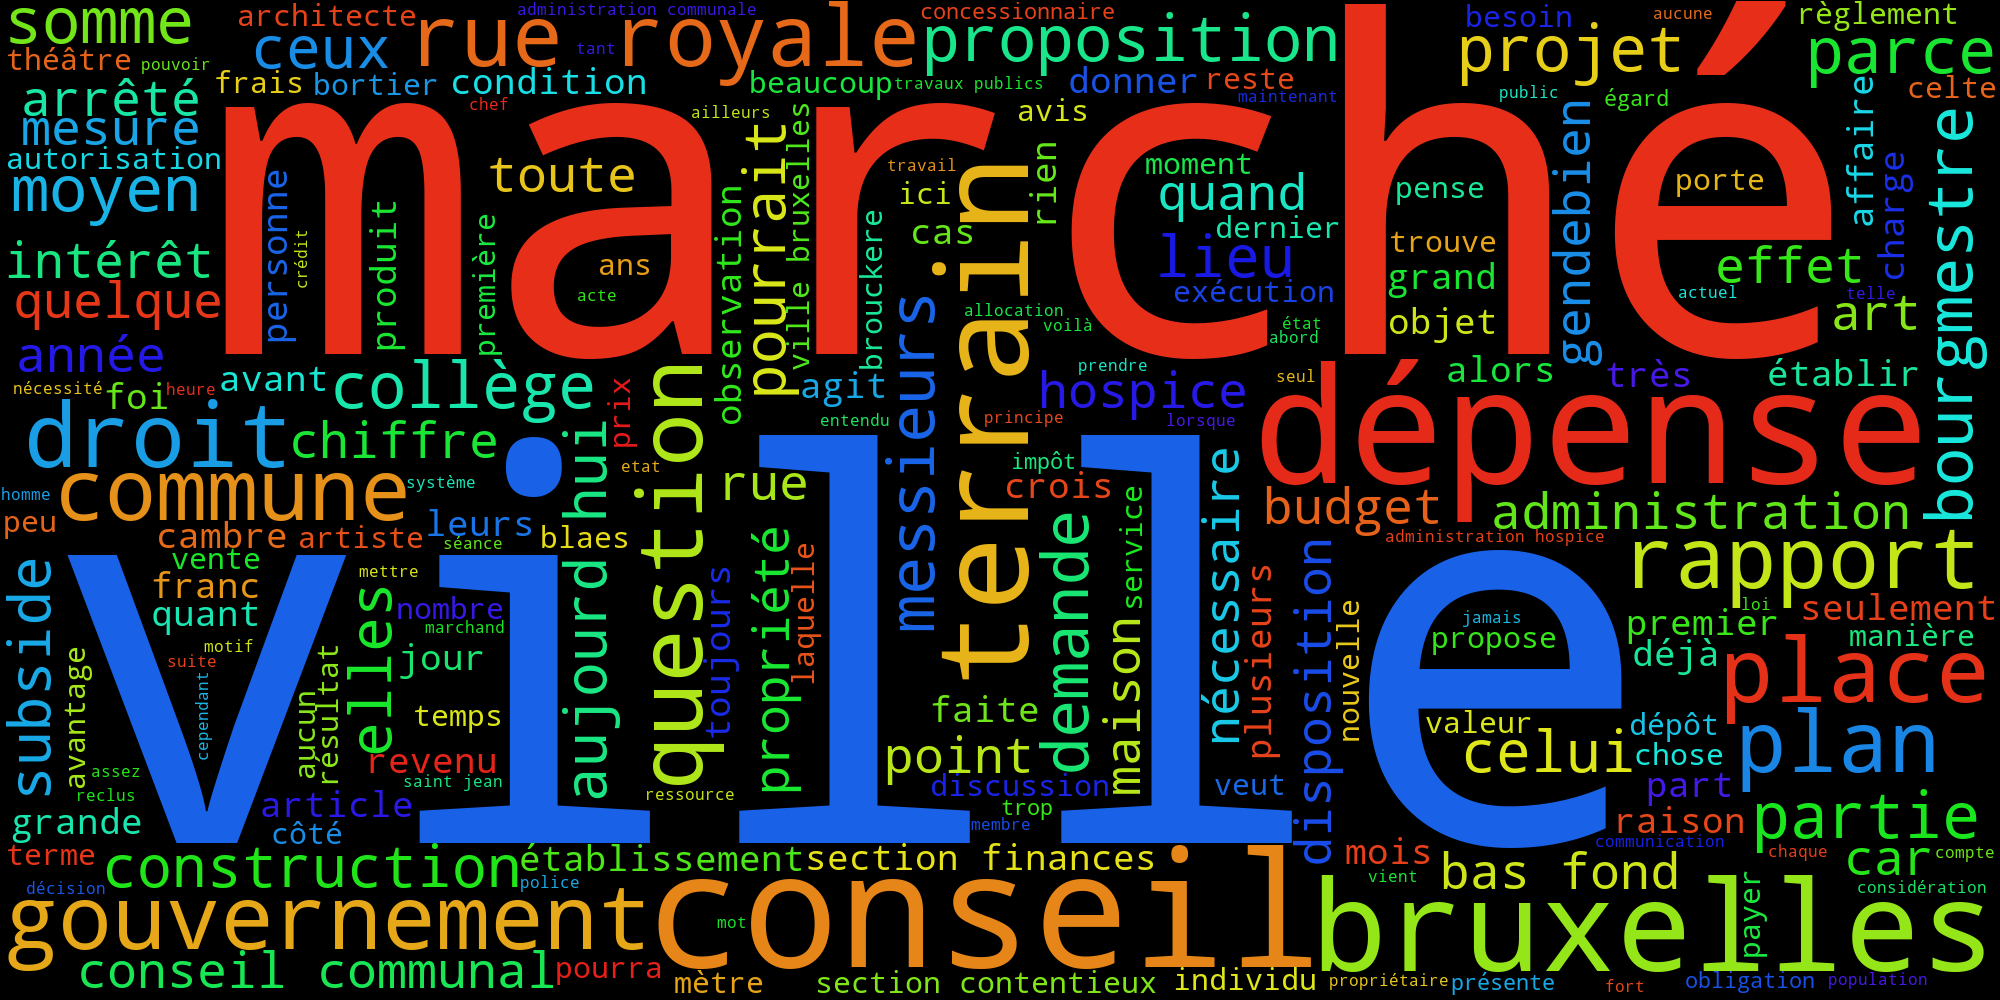 somme
architecte
administration communale
rue royale
concessionnaire
proposition
besoin
aucune
règlement
ceux
tant
projet
parce
théâtre
pouvoir
frais
bortier
condition
beaucoup
travaux publics
donner
reste
maintenant
public
égard
celte
arrêté
chef
ailleurs
avis
mesure
autorisation
moyen
marché
toute
personne
crédit
produit
première
ans
acte
observation
pourrait
ville bruxelles
brouckere
travail
ici
cas
rien
terrain
messieurs
moment
quand
dernier
lieu
exécution
allocation
voilà
état
abord
pense
trouve
grand
objet
gendebien
porte
affaire
charge
bourgmestre
effet
actuel
telle
art
intérêt
quelque
année
nécessité
foi
heure
avant
collège
prix
question
agit
entendu
prendre
hospice
principe
lorsque
seul
alors
très
établir
dépense
droit
chiffre
aujourd hui
etat
rue
impôt
crois
homme
commune
système
peu
cambre
artiste
leurs
séance
blaes
budget
administration
administration hospice
rapport
vente
franc
quant
mettre
nombre
marchand
motif
suite
cependant
ville
subside
avantage
aucun
résultat
elles
jour
temps
revenu
saint jean
toujours
propriété
laquelle
demande
service
maison
nécessaire
plusieurs
disposition
nouvelle
jamais
propose
loi
premier
seulement
déjà
manière
place
faite
point
discussion
valeur
celui
dépôt
chose
plan
assez
reclus
grande
article
côté
ressource
trop
membre
veut
part
raison
partie
terme
construction
établissement
section finances
mois
vient
bas fond
communication
chaque
car
compte
décision
police
gouvernement
conseil
mot
bruxelles
payer
considération
conseil communal
pourra
mètre
section contentieux
individu
propriétaire
présente
fort
obligation
population